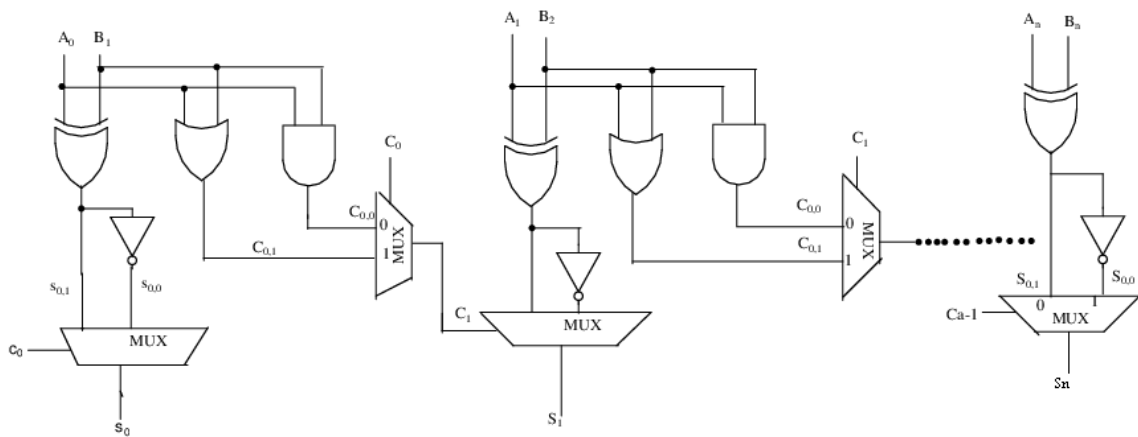 A0 B1
A1 B2
An Bn
C0
C1
C0,0 0
MUX
C0,1 1
C0,0 0
MUX
C0,1 1
s0,1 s0,0
MUX
C0
s0
C1
MUX
S1
S0,1 S0,0
0 1
MUX
Ca-1
Sn